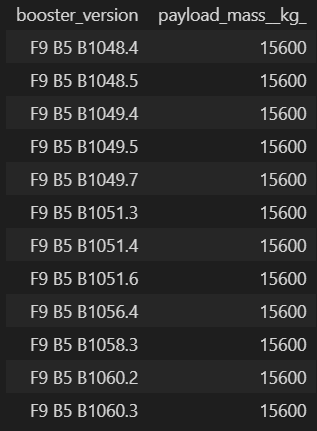 booster_version payload_mass__kg_
F9 B5 B1048.4 15600
F9 B5 B1048.5 15600
F9 B5 B1049.4 15600
F9 B5 B1049.5 15600
F9 B5 B1049.7 15600
F9 B5 B1051.3 15600
F9 B5 B1051.4 15600
F9 B5 B1051.6 15600
F9 B5 B1056.4 15600
F9 B5 B1058.3 15600
F9 B5 B1060.2 15600
F9 B5 B1060.3 15600